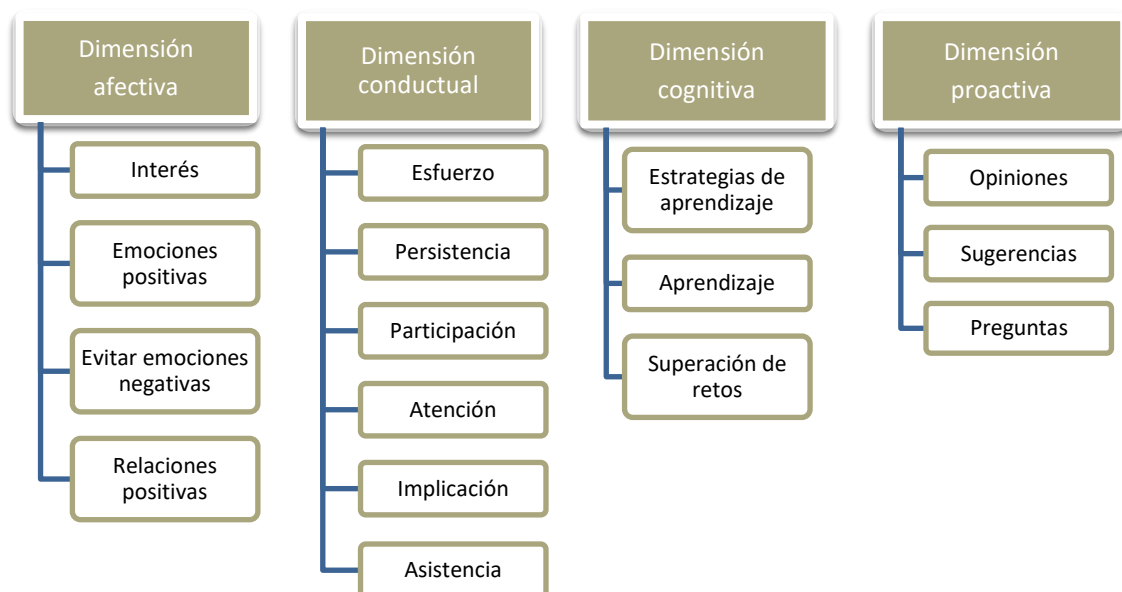 Dimensión
afectiva
Interés
Emociones
positivas
Evitar emociones
negativas
Relaciones
positivas
Dimensión
conductual
Esfuerzo
Persistencia
Participación
Atención
Implicación
Asistencia
Dimensión
cognitiva
Estrategias de
aprendizaje
Aprendizaje
Superación de
retos
Dimensión
proactiva
Opiniones
Sugerencias
Preguntas